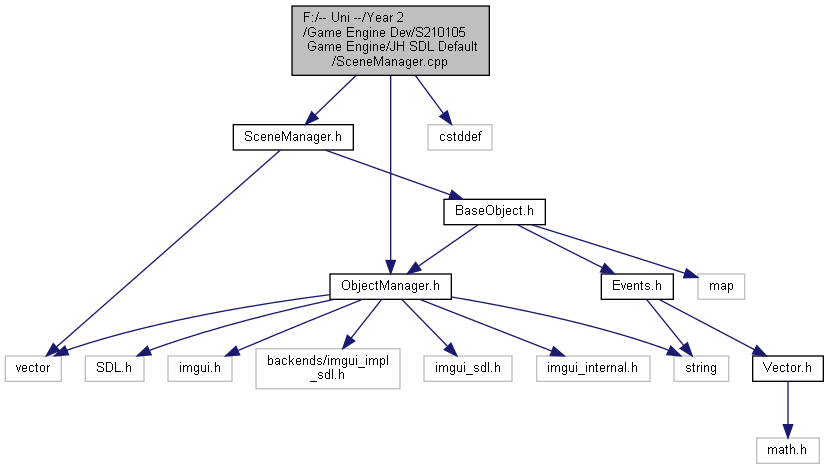 F:/-- Uni --/Year 2
/Game Engine Dev/S210105
Game Engine/JH SDL Default
/SceneManager.cpp
SceneManager.h
cstddef
BaseObject.h
ObjectManager.h
Events.h
map
vector
SDL.h
imgui.h
backends/imgui_impl
_sdl.h
imgui_sdl.h
imgui_internal.h
string
Vector.h
math.h